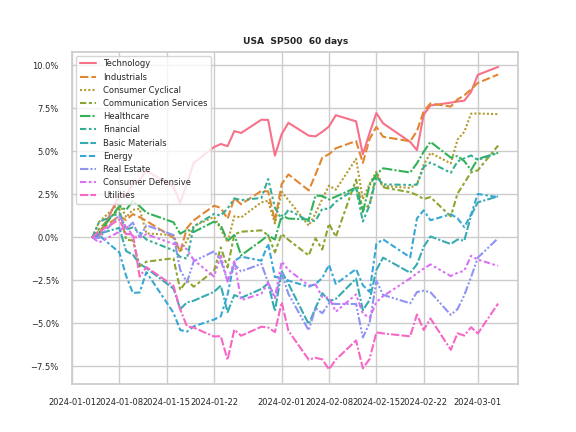 USA SP500 60 days
10.0%
7.5%
5.0%
2.5%
0.0%
−2.5%
−5.0%
−7.5%
Technology
Industrials
Consumer Cyclical
Communication Services
Healthcare
Financial
Basic Materials
Energy
Real Estate
Consumer Defensive
Utilities
2024-01-01 2024-01-08 2024-01-15 2024-01-22 2024-02-01 2024-02-08 2024-02-15 2024-02-22 2024-03-01